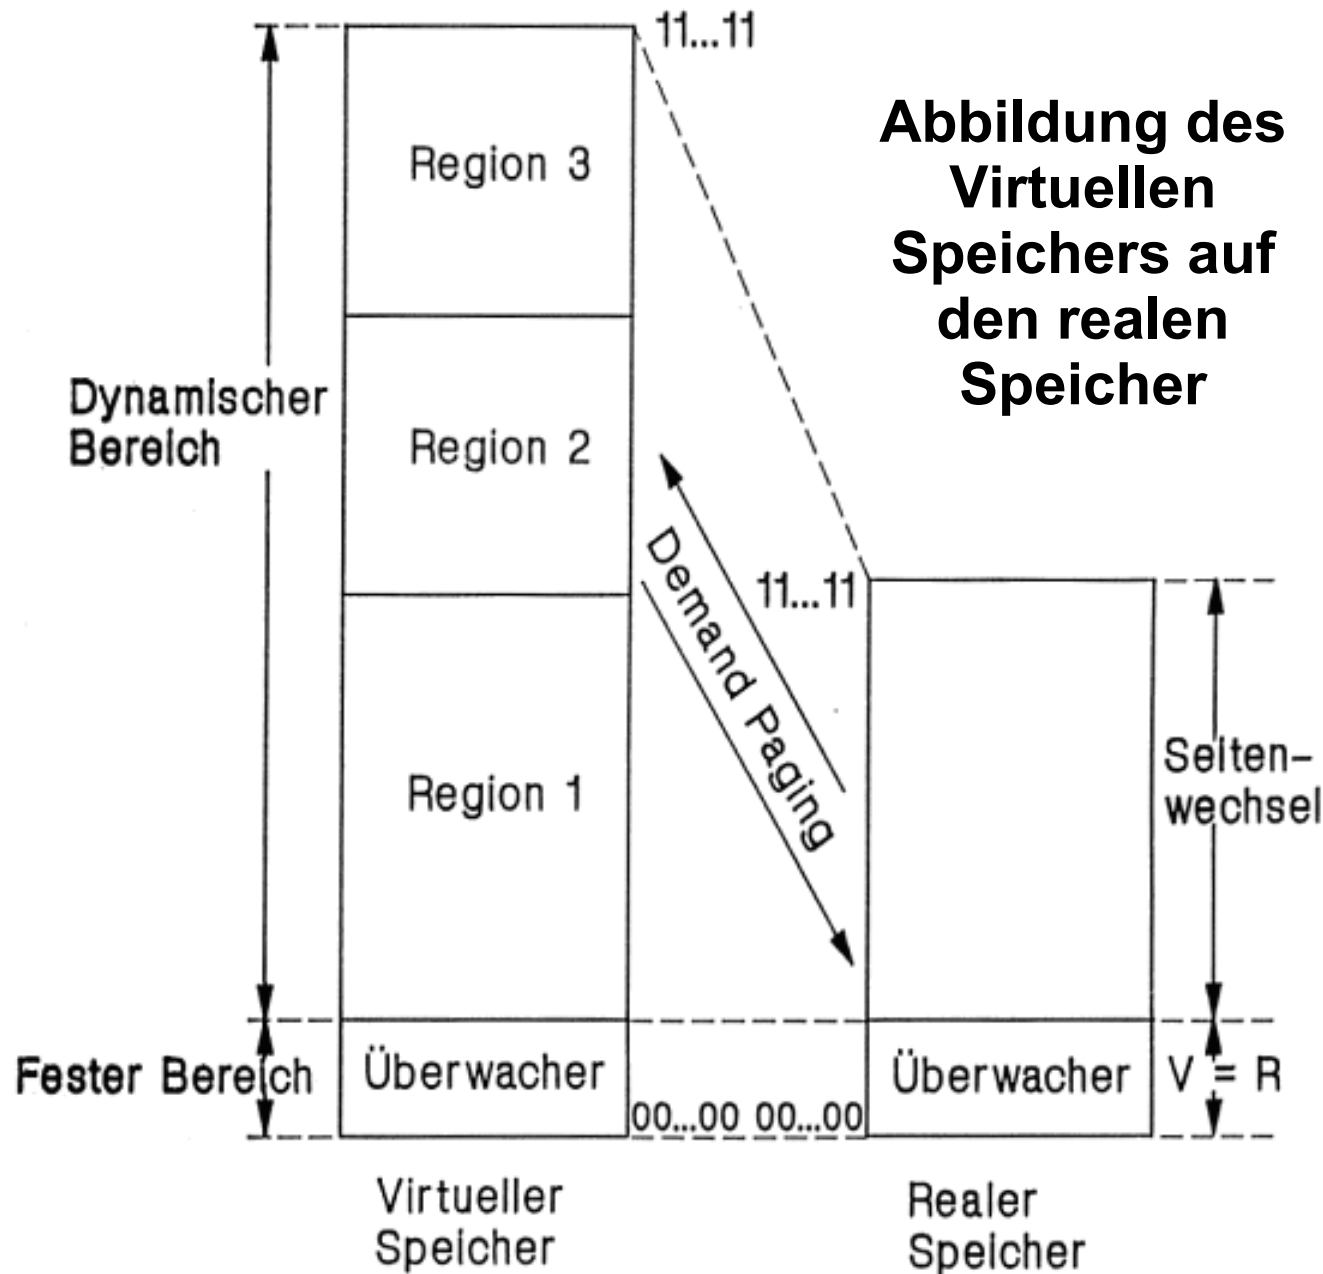 11...11
Abbildung des
Virtuellen
Speichers auf
den realen
Speicher
Region 3
Dynamischer
Bereich
Region 2
Demand Paging
11...11
Region 1
Seiten-
wechsel
Fester Bereich
Überwacher
00...00 00...00
Überwacher
V = R
Virtueller
Speicher
Realer
Speicher